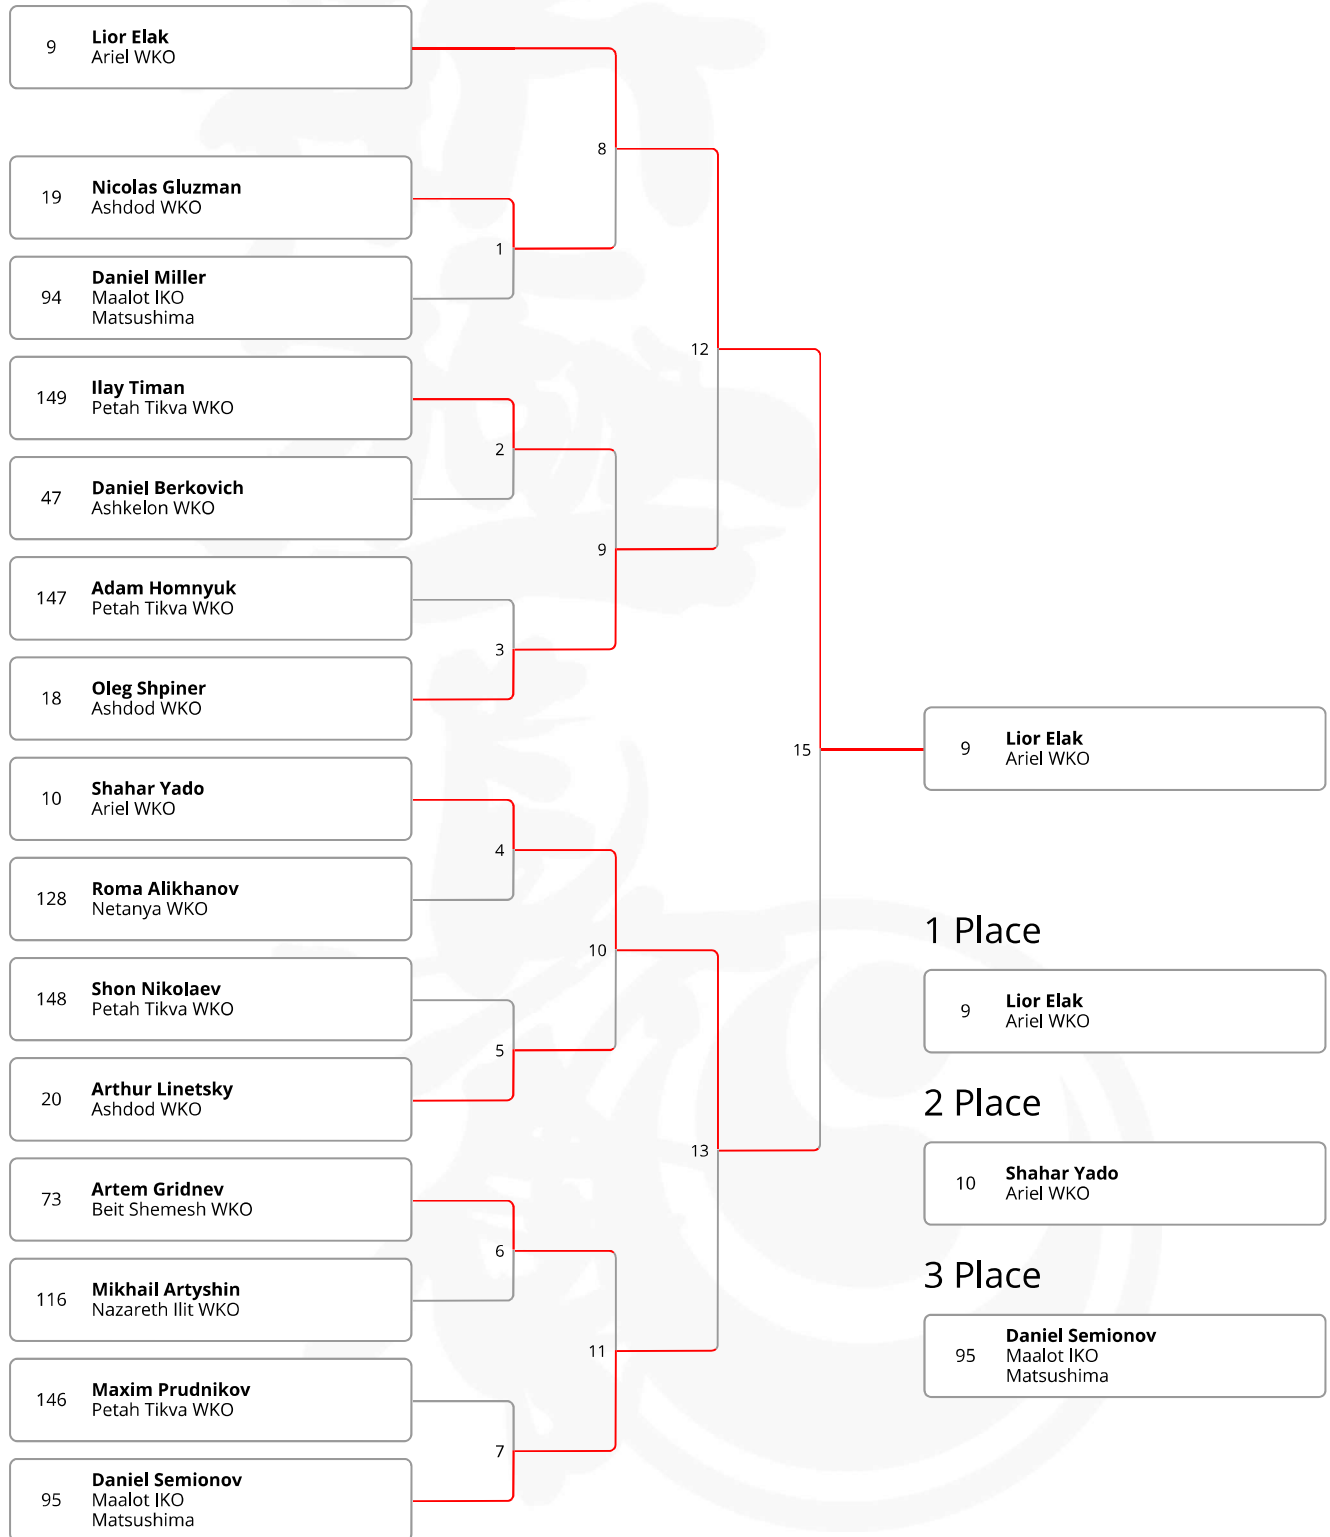 9
Lior Elak
Ariel WKO
19
Nicolas Gluzman
Ashdod WKO
94
Daniel Miller
Maalot IKO
Matsushima
149
Ilay Timan
Petah Tikva WKO
47
Daniel Berkovich
Ashkelon WKO
147
Adam Homnyuk
Petah Tikva WKO
18
Oleg Shpiner
Ashdod WKO
10
Shahar Yado
Ariel WKO
128
Roma Alikhanov
Netanya WKO
148
Shon Nikolaev
Petah Tikva WKO
20
Arthur Linetsky
Ashdod WKO
73
Artem Gridnev
Beit Shemesh WKO
116
Mikhail Artyshin
Nazareth Ilit WKO
146
Maxim Prudnikov
Petah Tikva WKO
95
Daniel Semionov
Maalot IKO
Matsushima
1
2
3
4
5
6
7
8
9
10
11
12
13
15
9
Lior Elak
Ariel WKO
1 Place
9
Lior Elak
Ariel WKO
2 Place
10
Shahar Yado
Ariel WKO
3 Place
95
Daniel Semionov
Maalot IKO
Matsushima